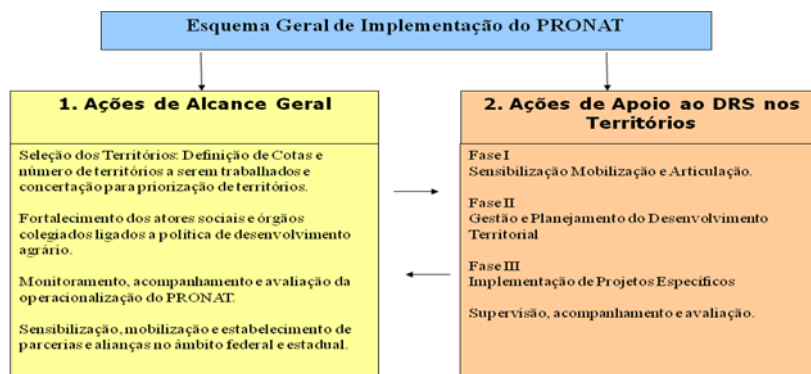 Esquema Geral de Implementação do PRONAT
1. Ações de Alcance Geral
Seleção dos Territórios: Definição de Cotas e
número de territórios a serem trabalhados e
concertação para priorização de territórios.
Fortalecimento dos atores sociais e órgãos
colegiados ligados a política de desenvolvimento
agrário.
Monitoramento, acompanhamento e avaliação da
operacionalização do PRONAT.
Sensibilização, mobilização e estabelecimento de
parcerias e alianças no âmbito federal e estadual.
2. Ações de Apoio ao DRS nos
Territórios
Fase I
Sensibilização Mobilização e Articulação.
Fase II
Gestão e Planejamento do Desenvolvimento
Territorial
Fase III
Implementação de Projetos Específicos
Supervisão, acompanhamento e avaliação.